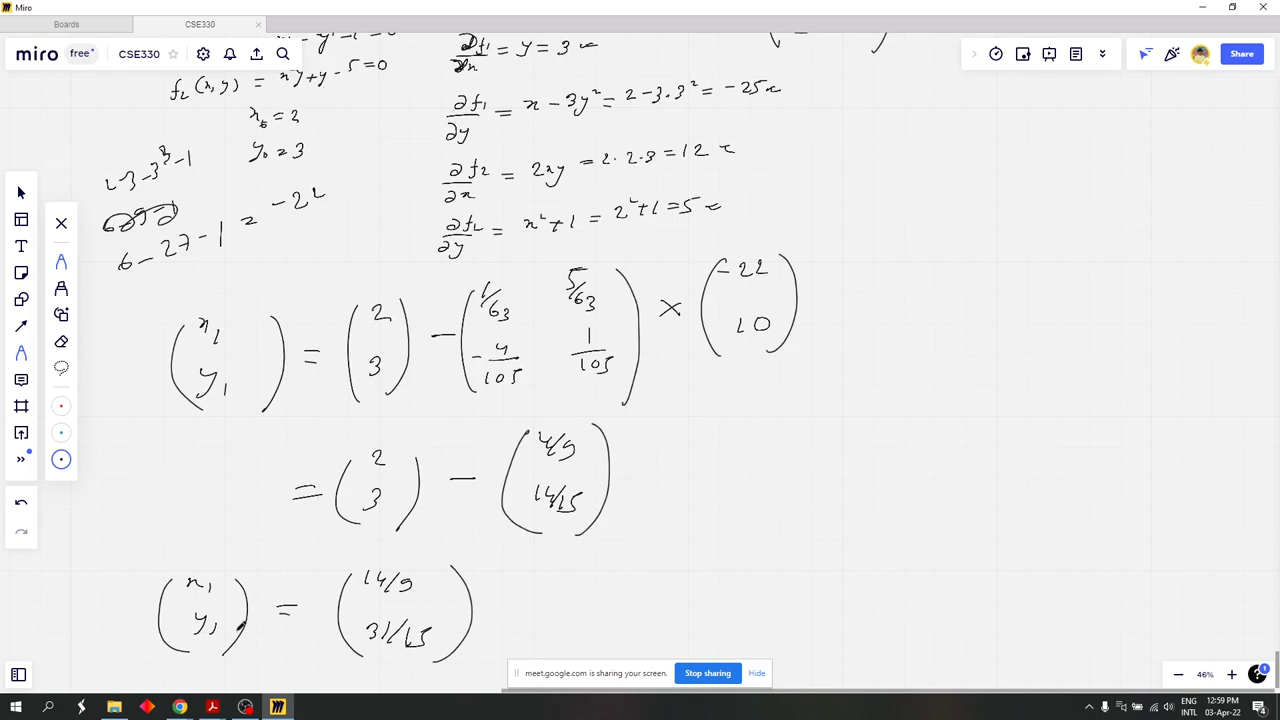 Miro
Boards
CSE330
miro free CSE330
Share
f₂ (x, y) = x²y + y - 5 = 0
x₀ = 2
y₀ = 3
6 - 27 - 1 = -22
∂f₁/∂x = y = 3
∂f₁/∂y = x - 3y² = 2 - 3·3² = -25
∂f₂/∂x = 2xy = 2·2·3 = 12
∂f₂/∂y = x² + 1 = 2² + 1 = 5
(x₁ y₁) = (2 3) - (1/63 5/63 -4/105 1/105) × (-22 10)
= (2 3) - (4/9 14/15)
(x₁ y₁) = (14/9 31/15)
meet.google.com is sharing your screen. Stop sharing Hide
46%
ENG INTL
12:59 PM
03-Apr-22